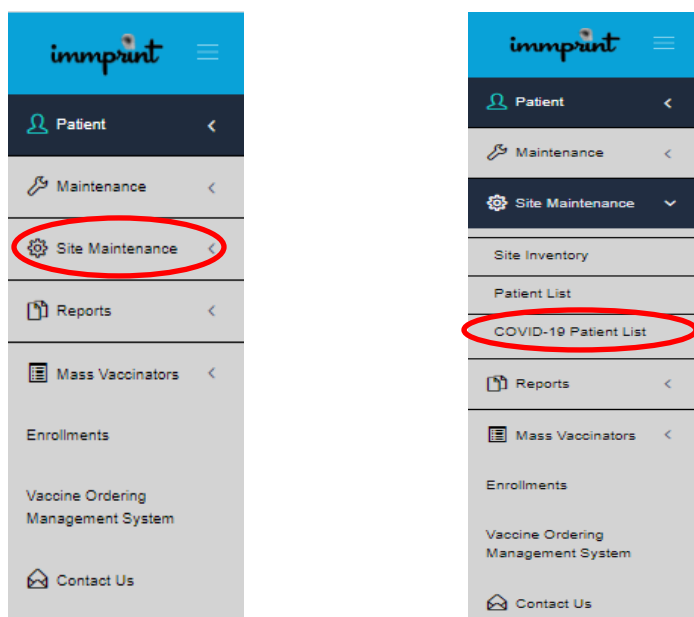 immprint
Patient
Maintenance
Site Maintenance
Reports
Mass Vaccinators
Enrollments
Vaccine Ordering
Management System
Contact Us
immprint
Patient
Maintenance
Site Maintenance
Site Inventory
Patient List
COVID-19 Patient List
Reports
Mass Vaccinators
Enrollments
Vaccine Ordering
Management System
Contact Us